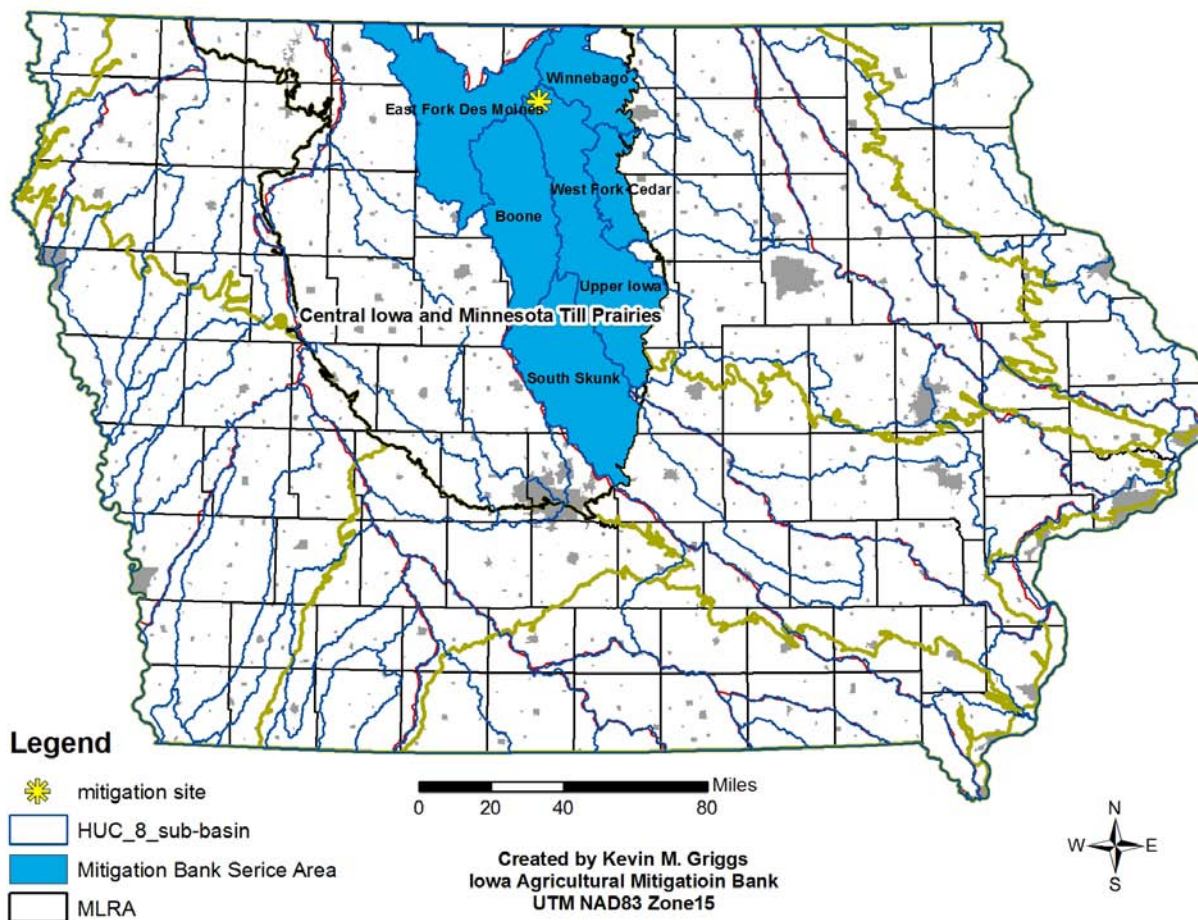 Winnebago
East Fork Des Moines
West Fork Cedar
Boone
Upper Iowa
Central Iowa and Minnesota Till Prairies
South Skunk
Legend
mitigation site
HUC_8_sub-basin
Mitigation Bank Serice Area
MLRA
Miles
0 20 40 80
Created by Kevin M. Griggs
Iowa Agricultural Mitigatioin Bank
UTM NAD83 Zone15
N
W E
S